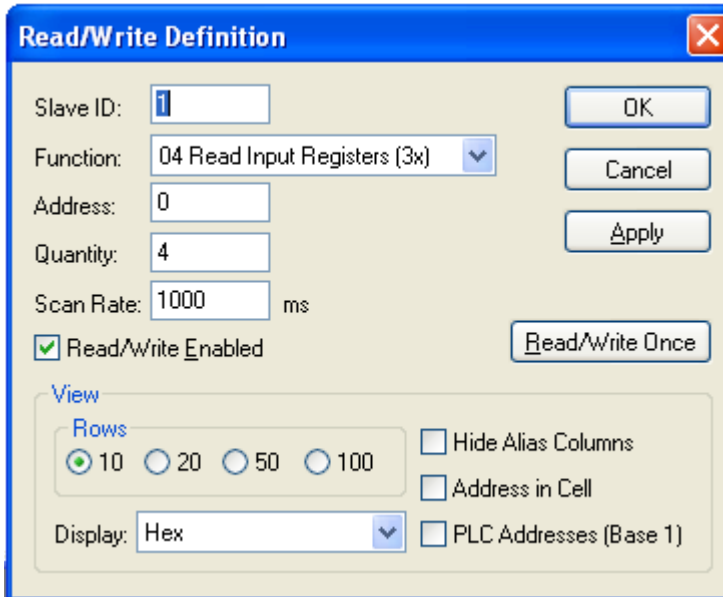 Read/Write Definition
Slave ID: 1
OK
Function: 04 Read Input Registers (3x)
Cancel
Address: 0
Apply
Quantity: 4
Scan Rate: 1000 ms
Read/Write Enabled
Read/Write Once
View
Rows
10 20 50 100
Hide Alias Columns
Address in Cell
Display: Hex
PLC Addresses (Base 1)